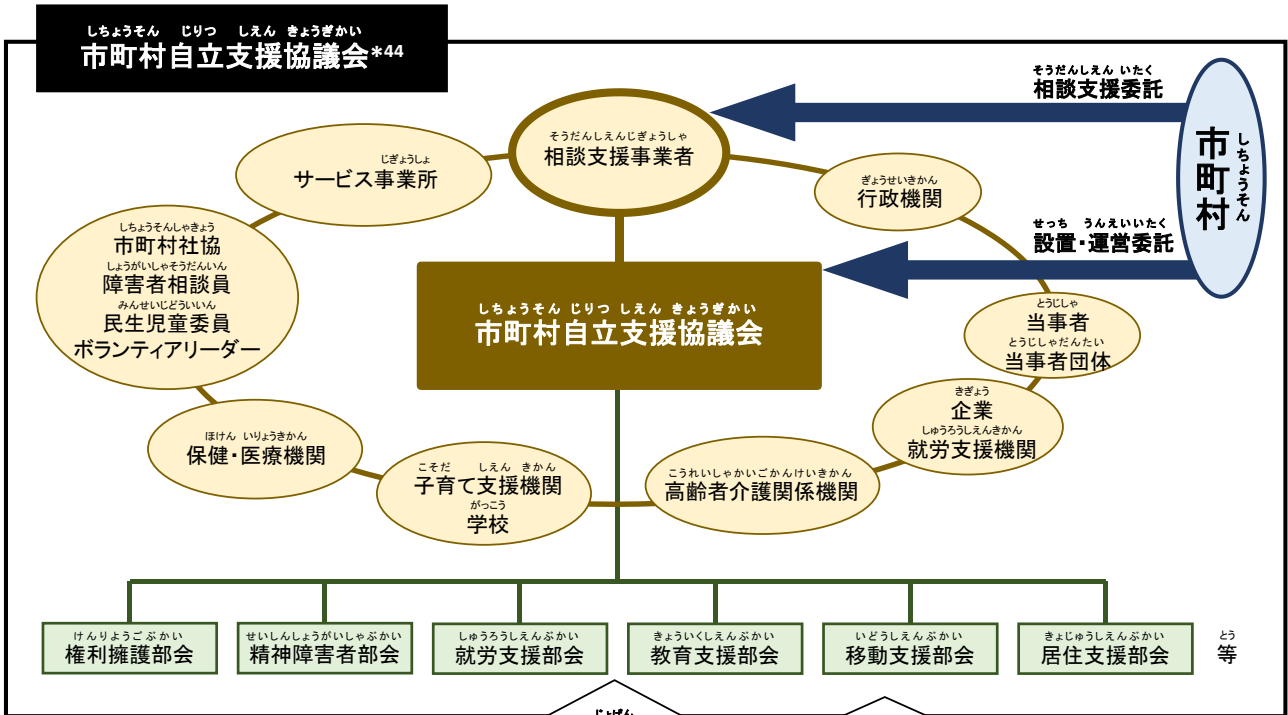 しちょうそん じりつ しえん きょうぎかい
市町村自立支援協議会*44
そうだんしえん いたく
相談支援委託
しちょうそん
市町村
そうだんしえんじぎょうしゃ
相談支援事業者
じぎょうしょ
サービス事業所
ぎょうせいきかん
行政機関
せっち うんえいいたく
設置・運営委託
しちょうそんしゃきょう
市町村社協
しょうがいしゃそうだんいん
障害者相談員
みんせいじどういいん
民生児童委員
ボランティアリーダー
しちょうそん じりつ しえん きょうぎかい
市町村自立支援協議会
とうじしゃ
当事者
とうじしゃだんたい
当事者団体
きぎょう
企業
しゅうろうしえんきかん
就労支援機関
ほけん いりょうきかん
保健・医療機関
こそだ しえん きかん
子育て支援機関
がっこう
学校
こうれいしゃかいごかんけいきかん
高齢者介護関係機関
けんりようごぶかい
権利擁護部会
せいしんしょうがいしゃぶかい
精神障害者部会
しゅうろうしえんぶかい
就労支援部会
きょういくしえんぶかい
教育支援部会
いどうしえんぶかい
移動支援部会
きょじゅうしえんぶかい
居住支援部会
とう
等
じょげん